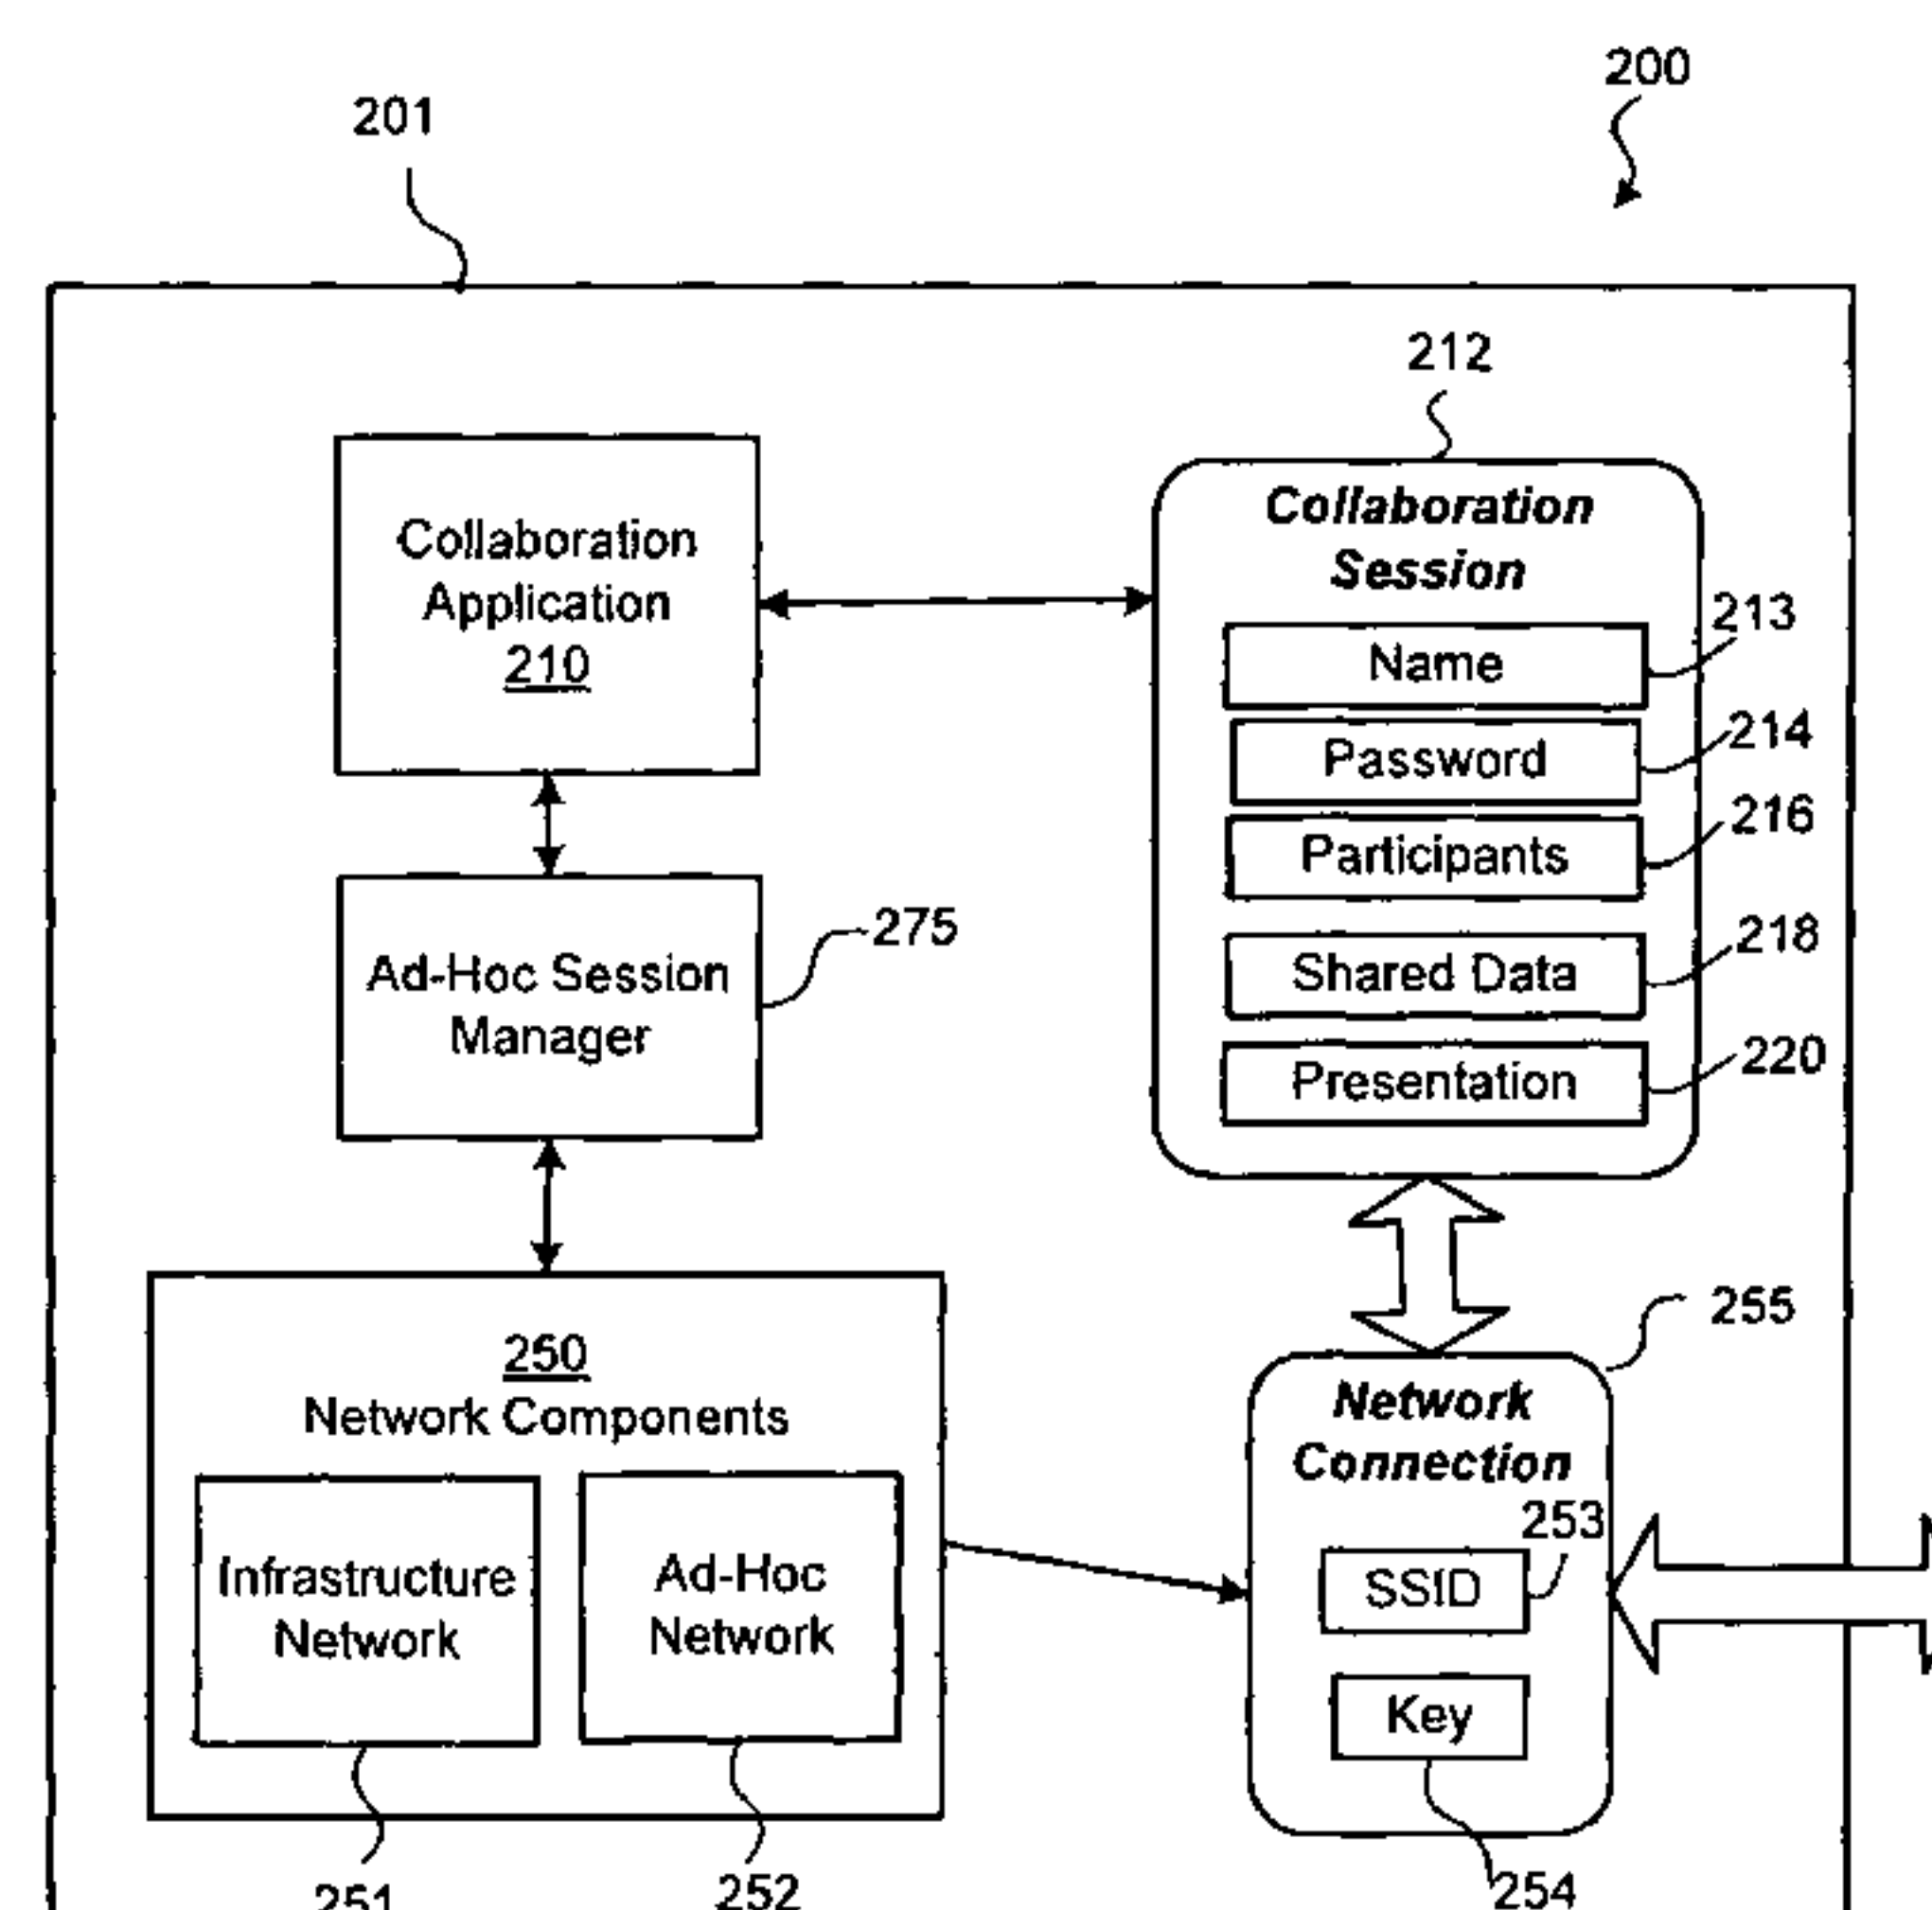 200
201
212
Collaboration
Application
210
Collaboration
Session
Name
213
Password
214
Participants
216
Shared Data
218
Presentation
220
Ad-Hoc Session
Manager
275
250
Network Components
Infrastructure
Network
Ad-Hoc
Network
251
252
255
Network
Connection
253
SSID
Key
254